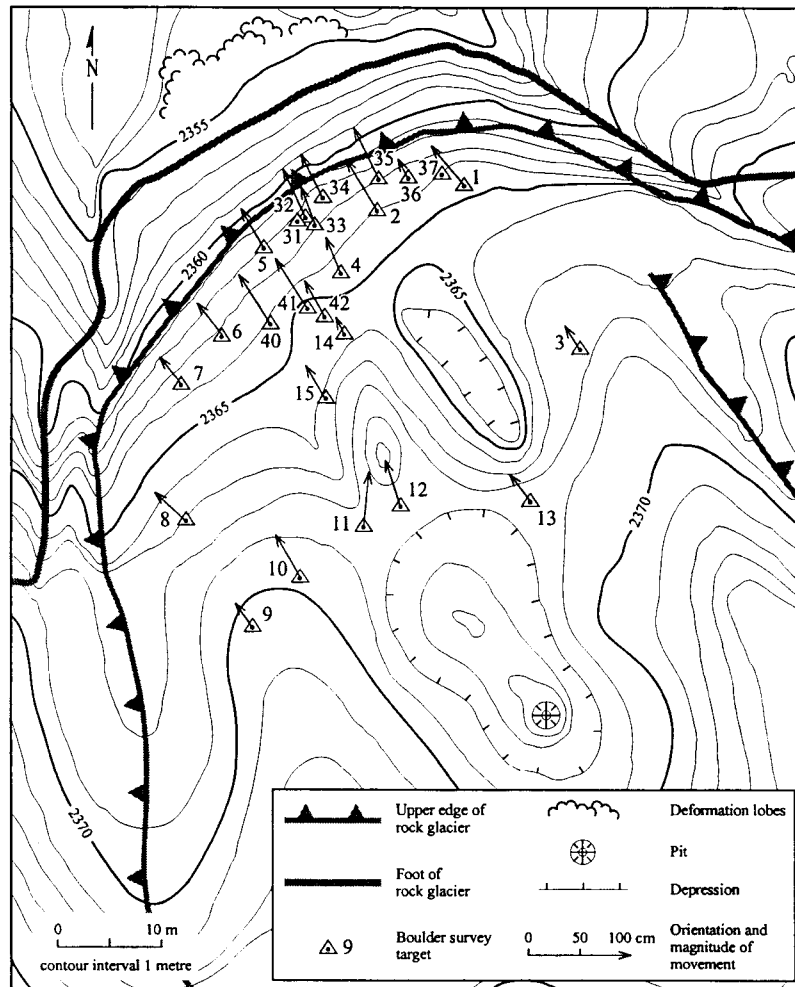 N
2355
35
37
34
36
1
32
2
33
31
5
4
2360
2365
41
42
6
40
14
3
7
15
2365
12
13
2370
8
11
10
9
2370
Upper edge of
rock glacier
Deformation lobes
Pit
Foot of
rock glacier
Depression
0 10 m
contour interval 1 metre
9 Boulder survey
target
0 50 100 cm
Orientation and
magnitude of
movement